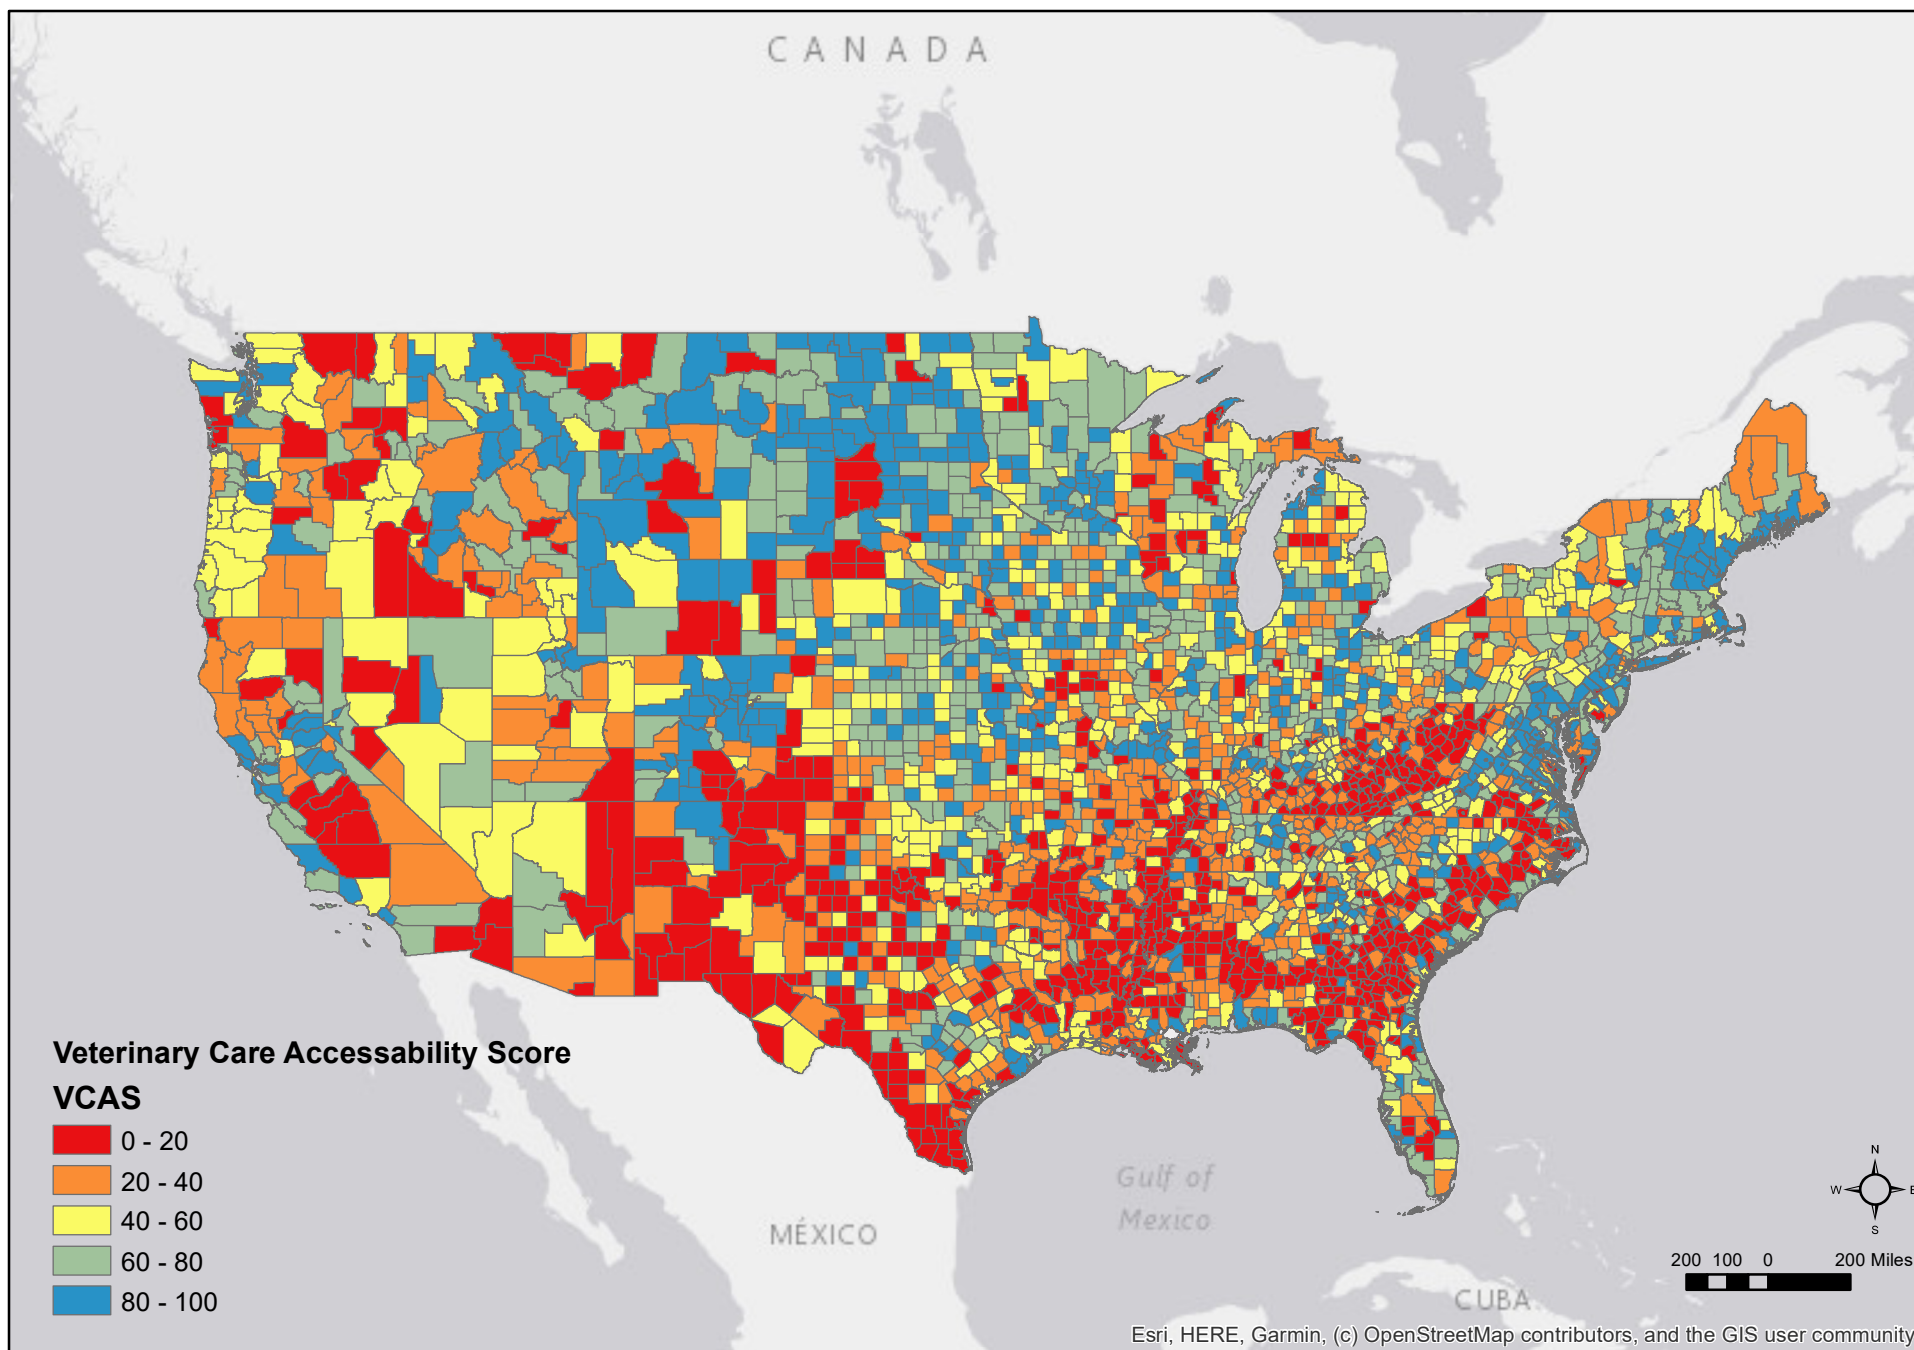 CANADA
Veterinary Care Accessability Score
VCAS
0 - 20
20 - 40
40 - 60
60 - 80
80 - 100
MÉXICO
Gulf of
Mexico
CUBA
N
W
E
S
200 100 0 200 Miles
Esri, HERE, Garmin, (c) OpenStreetMap contributors, and the GIS user community